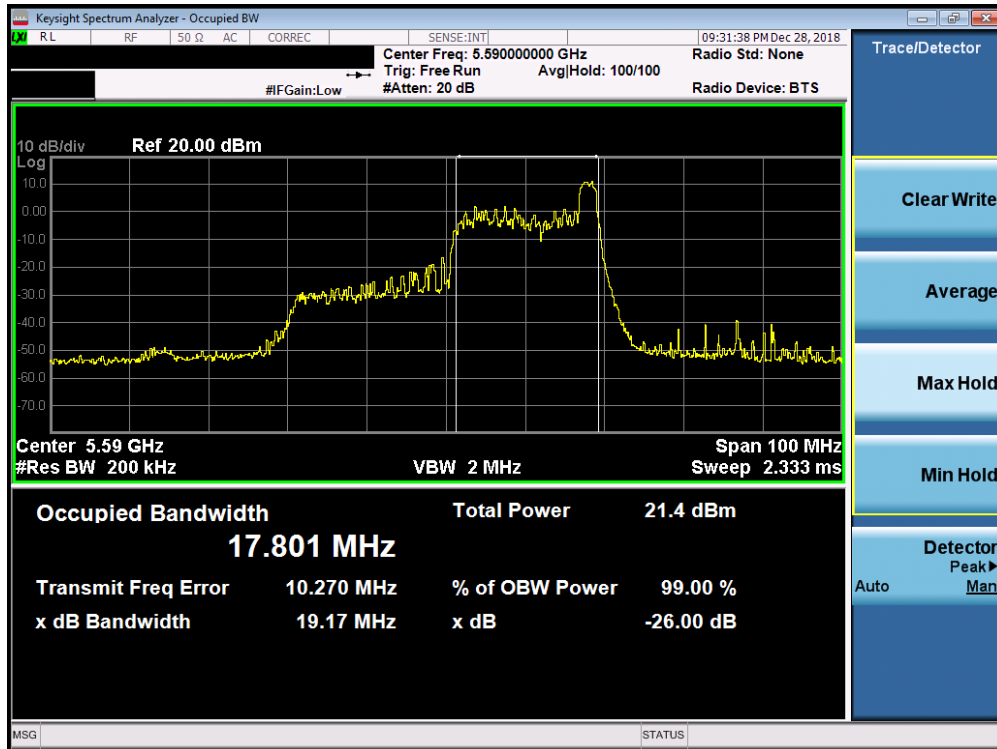 Keysight Spectrum Analyzer - Occupied BW
LXI RL RF 50 Ω AC CORREC SENSE:INT 09:31:38 PM Dec 28, 2018
Center Freq: 5.590000000 GHz Radio Std: None
Trig: Free Run Avg|Hold: 100/100
#IFGain:Low #Atten: 20 dB Radio Device: BTS
10 dB/div Ref 20.00 dBm
Log
10.0
0.00
-10.0
-20.0
-30.0
-40.0
-50.0
-60.0
-70.0
Center 5.59 GHz Span 100 MHz
#Res BW 200 kHz VBW 2 MHz Sweep 2.333 ms
Occupied Bandwidth Total Power 21.4 dBm
17.801 MHz
Transmit Freq Error 10.270 MHz % of OBW Power 99.00 %
x dB Bandwidth 19.17 MHz x dB -26.00 dB
MSG STATUS
Trace/Detector
Clear Write
Average
Max Hold
Min Hold
Detector
Peak▶
Auto Man